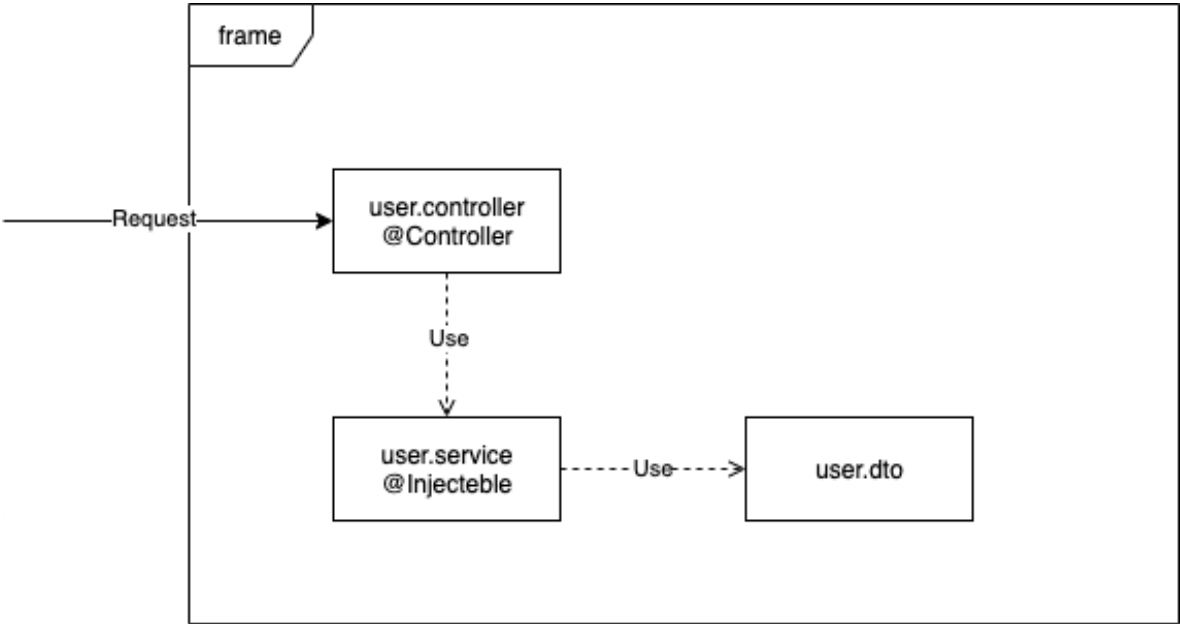 frame
Request
user.controller
@Controller
Use
user.service
@Injecteble
Use
user.dto